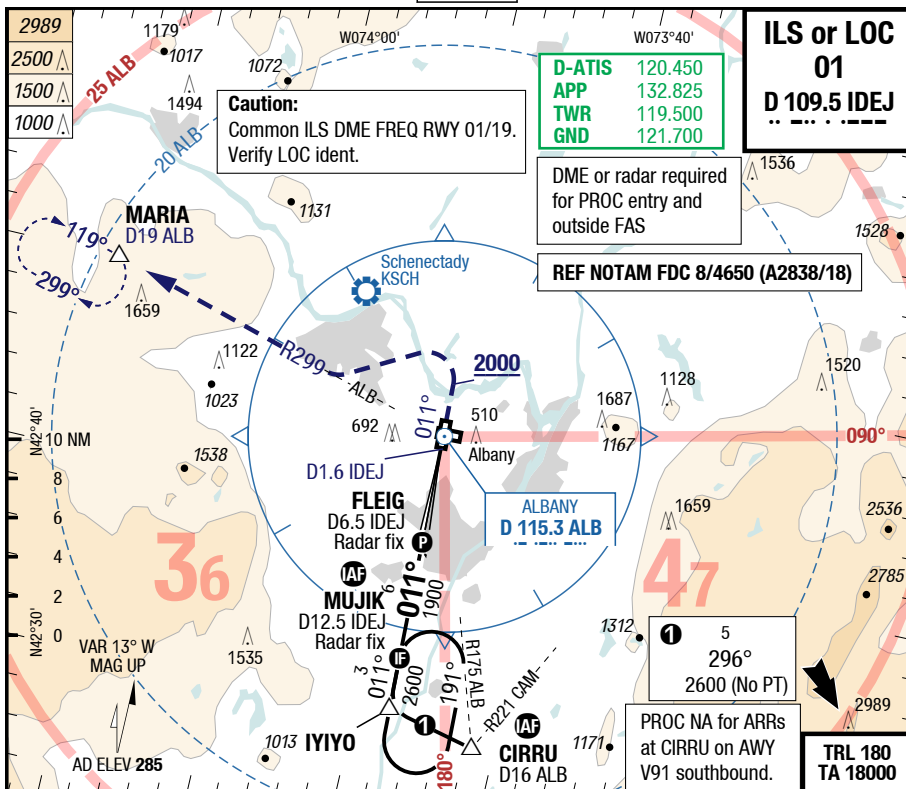 2989
2500
1500
1000
1179
1017
25 ALB
1494
1072
20 ALB
W074°00'
W073°40'
Caution:
Common ILS DME FREQ RWY 01/19.
Verify LOC ident.
D-ATIS 120.450
APP 132.825
TWR 119.500
GND 121.700
ILS or LOC
01
D 109.5 IDEJ
DME or radar required
for PROC entry and
outside FAS
1536
1528
REF NOTAM FDC 8/4650 (A2838/18)
1131
MARIA
D19 ALB
119°
299°
1659
Schenectady
KSCH
R299
ALB
2000
011°
1122
1023
692
510
Albany
1687
1167
1128
1520
090°
N42°40'
10 NM
8
6
4
2
0
N42°30'
1538
D1.6 IDEJ
FLEIG
D6.5 IDEJ
Radar fix
P
ALBANY
D 115.3 ALB
1659
2536
2785
36
47
IAF
MUJIK
D12.5 IDEJ
Radar fix
6
011°
1900
IF
3
011°
2600
191°
R175 ALB
R221 CAM
1312
1 5
296°
2600 (No PT)
2989
VAR 13° W
MAG UP
1535
AD ELEV 285
1013
IYIYO
1
IAF
CIRRU
D16 ALB
180°
1171
PROC NA for ARRs
at CIRRU on AWY
V91 southbound.
TRL 180
TA 18000